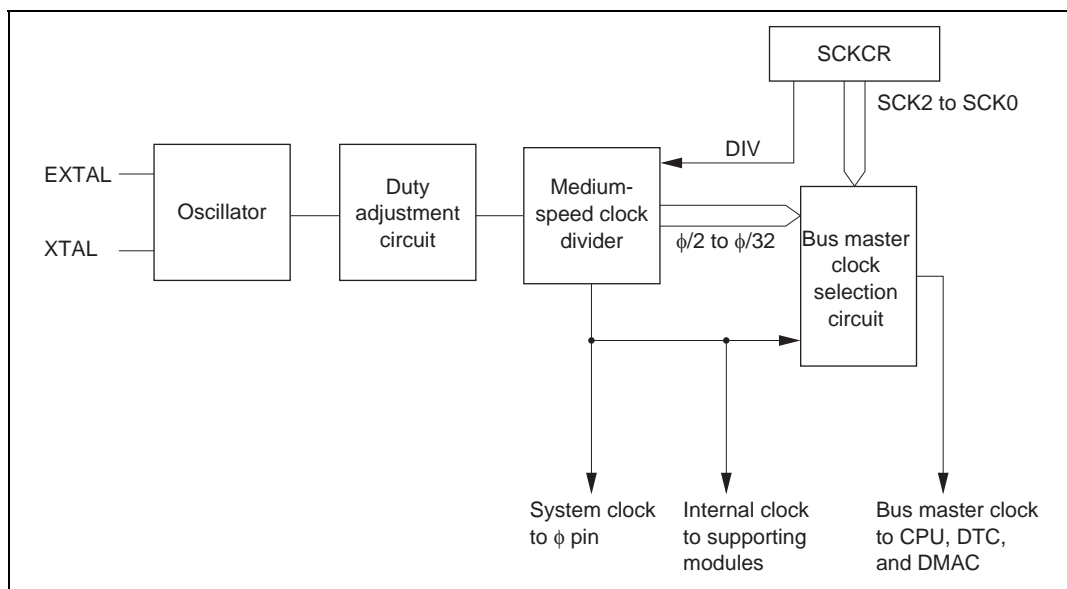 SCKCR
SCK2 to SCK0
DIV
EXTAL
XTAL
Oscillator
Duty
adjustment
circuit
Medium-
speed clock
divider
ϕ/2 to ϕ/32
Bus master
clock
selection
circuit
System clock
to ϕ pin
Internal clock
to supporting
modules
Bus master clock
to CPU, DTC,
and DMAC